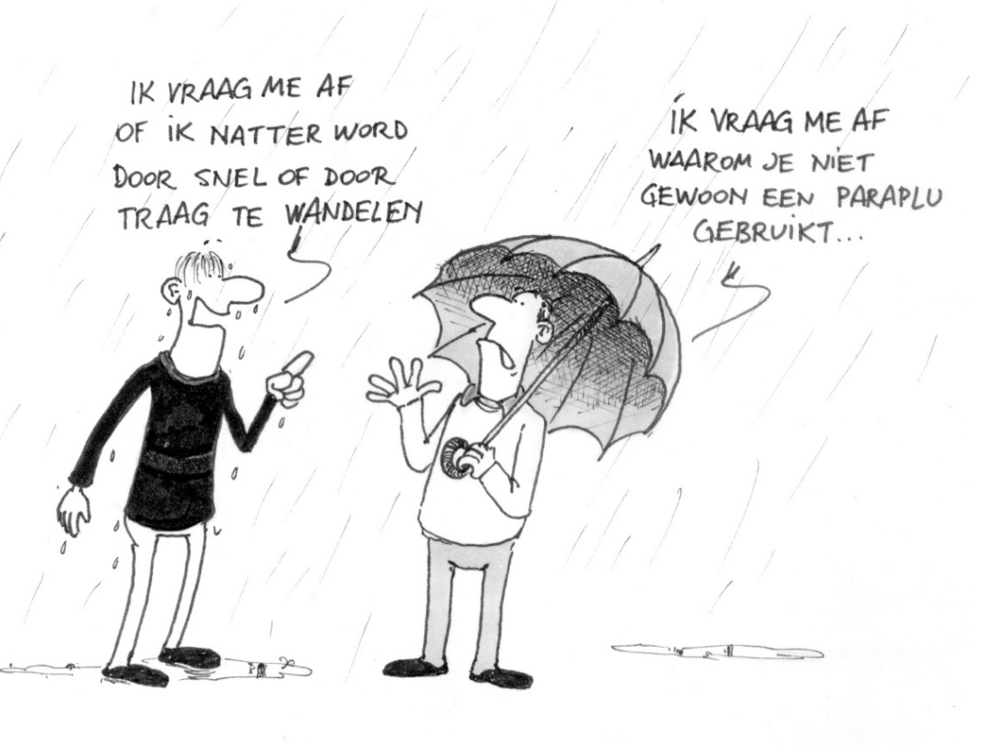 IK VRAAG ME AF
OF IK NATTER WORD
DOOR SNEL OF DOOR
TRAAG TE WANDELEN
ÍK VRAAG ME AF
WAAROM JE NIET
GEWOON EEN PARAPLU
GEBRUIKT...